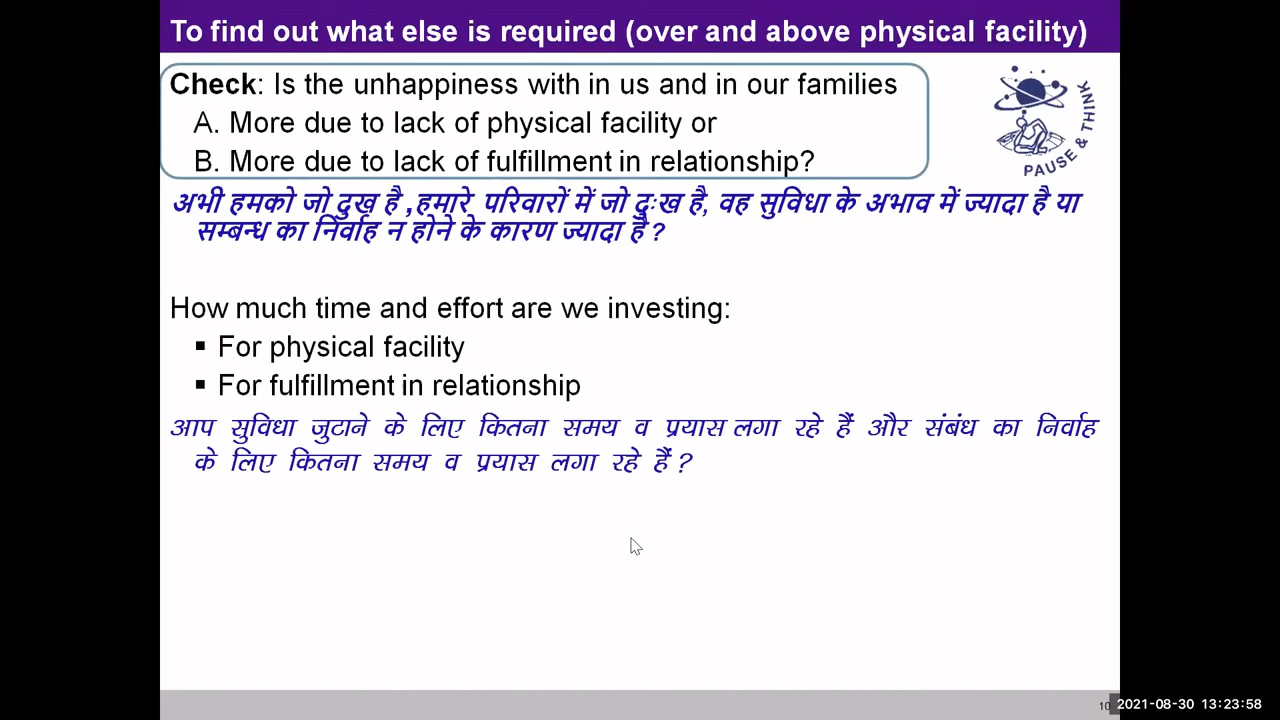 To find out what else is required (over and above physical facility)
Check: Is the unhappiness with in us and in our families
A. More due to lack of physical facility or
B. More due to lack of fulfillment in relationship?
PAUSE & THINK
अभी हमको जो दुख है ,हमारे परिवारों में जो दुःख है, वह सुविधा के अभाव में ज्यादा है या
सम्बन्ध का निर्वाह न होने के कारण ज्यादा है ?
How much time and effort are we investing:
▪ For physical facility
▪ For fulfillment in relationship
आप सुविधा जुटाने के लिए कितना समय व प्रयास लगा रहे हैं और संबंध का निर्वाह
के लिए कितना समय व प्रयास लगा रहे हैं ?
10
2021-08-30 13:23:58